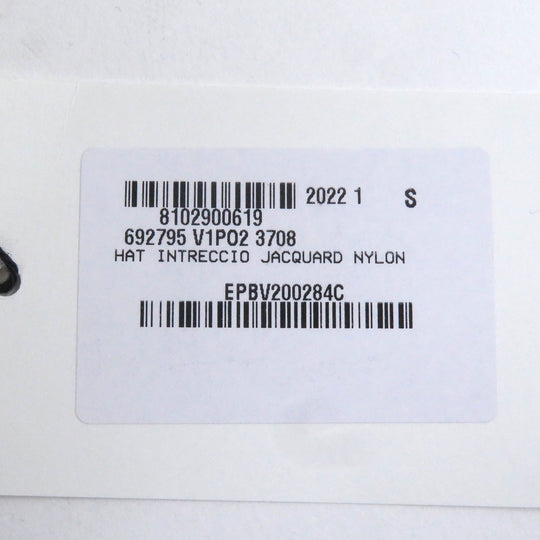 2022 1 S
8102900619
692795 V1PO2 3708
HAT INTRECCIO JACQUARD NYLON
EPBV200284C